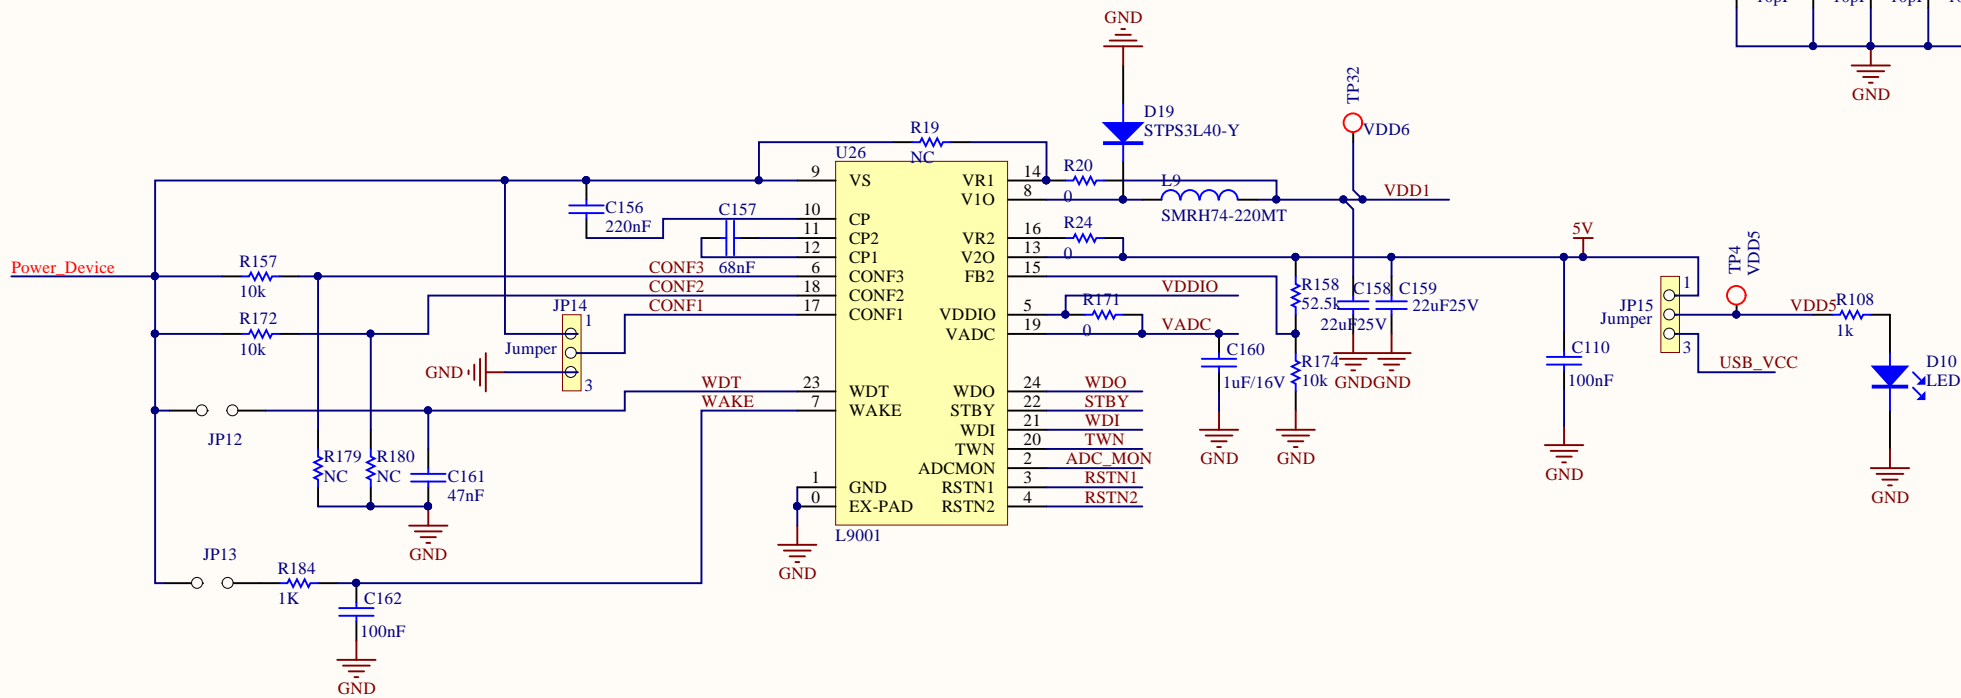 GND
GND
TP32
VDD6
D19
STPS3L40-Y
R19
NC
U26
9
VS
VR1
14
R20
0
L9
SMRH74-220MT
VDD1
V1O
8
C156
220nF
C157
68nF
10
CP
11
CP2
12
CP1
VR2
16
R24
0
V2O
13
5V
Power_Device
R157
10k
CONF3
6
CONF3
FB2
15
CONF2
18
CONF2
CONF1
17
CONF1
R172
10k
JP14
1
Jumper
3
GND
VDDIO
5
VDDIO
R171
0
VADC
19
VADC
C160
1uF/16V
GND
R158
52.5k
C158
22uF25V
C159
22uF25V
GND
GND
R174
10k
GND
C110
100nF
GND
JP15
Jumper
1
3
TP4
VDD5
VDD5
R108
1k
USB_VCC
D10
LED
GND
WDT
23
WDT
WAKE
7
WAKE
WDO
24
WDO
STBY
22
STBY
WDI
21
WDI
TWN
20
TWN
ADCMON
2
ADC_MON
RSTN1
3
RSTN1
RSTN2
4
RSTN2
JP12
R179
NC
R180
NC
C161
47nF
GND
1
GND
0
EX-PAD
L9001
GND
JP13
R184
1K
C162
100nF
GND